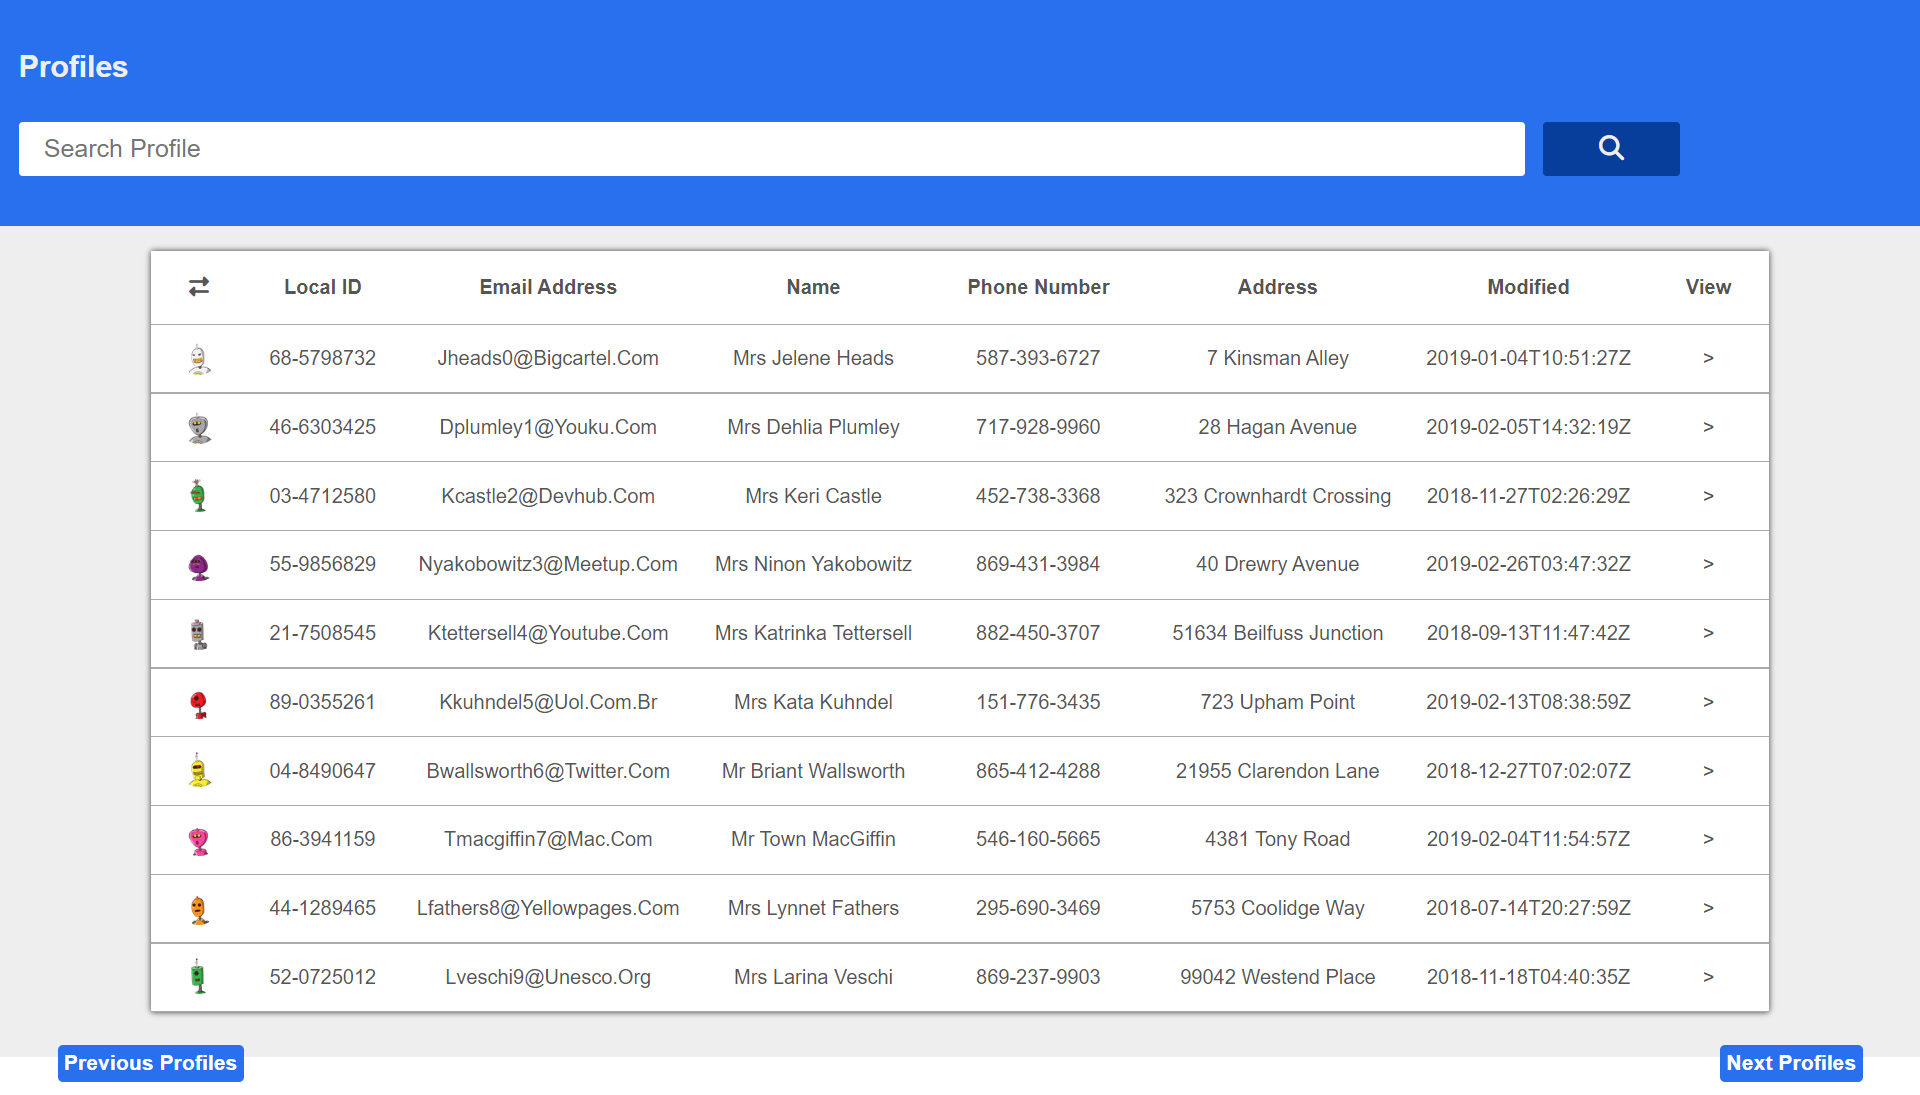 Profiles
Search Profile
Local ID Email Address Name Phone Number Address Modified View
68-5798732 Jheads0@Bigcartel.Com Mrs Jelene Heads 587-393-6727 7 Kinsman Alley 2019-01-04T10:51:27Z >
46-6303425 Dplumley1@Youku.Com Mrs Dehlia Plumley 717-928-9960 28 Hagan Avenue 2019-02-05T14:32:19Z >
03-4712580 Kcastle2@Devhub.Com Mrs Keri Castle 452-738-3368 323 Crownhardt Crossing 2018-11-27T02:26:29Z >
55-9856829 Nyakobowitz3@Meetup.Com Mrs Ninon Yakobowitz 869-431-3984 40 Drewry Avenue 2019-02-26T03:47:32Z >
21-7508545 Ktettersell4@Youtube.Com Mrs Katrinka Tettersell 882-450-3707 51634 Beilfuss Junction 2018-09-13T11:47:42Z >
89-0355261 Kkuhndel5@Uol.Com.Br Mrs Kata Kuhndel 151-776-3435 723 Upham Point 2019-02-13T08:38:59Z >
04-8490647 Bwallsworth6@Twitter.Com Mr Briant Wallsworth 865-412-4288 21955 Clarendon Lane 2018-12-27T07:02:07Z >
86-3941159 Tmacgiffin7@Mac.Com Mr Town MacGiffin 546-160-5665 4381 Tony Road 2019-02-04T11:54:57Z >
44-1289465 Lfathers8@Yellowpages.Com Mrs Lynnet Fathers 295-690-3469 5753 Coolidge Way 2018-07-14T20:27:59Z >
52-0725012 Lveschi9@Unesco.Org Mrs Larina Veschi 869-237-9903 99042 Westend Place 2018-11-18T04:40:35Z >
Previous Profiles Next Profiles